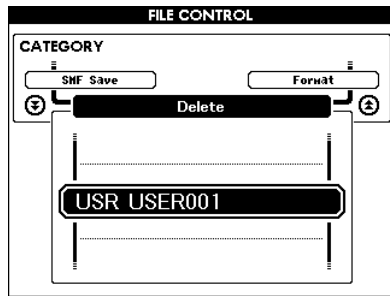 FILE CONTROL
CATEGORY
SMF Save
Format
Delete
USR USER001